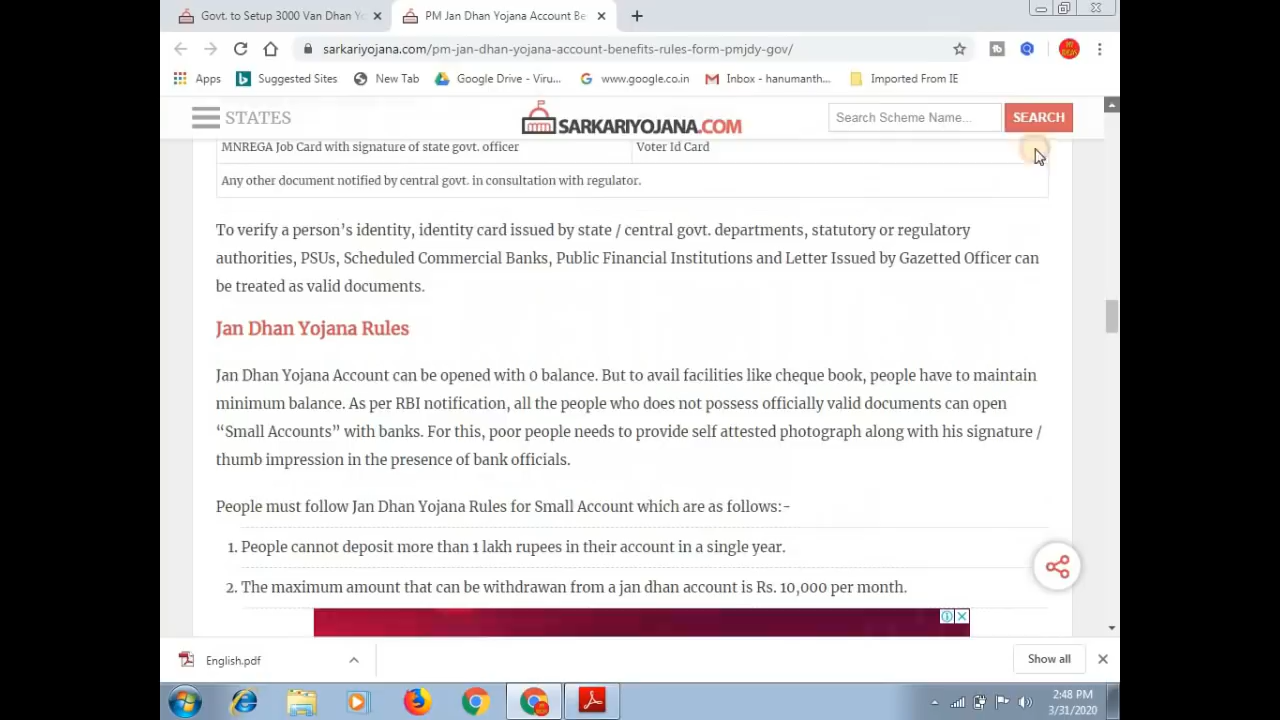 Govt. to Setup 3000 Van Dhan Yo
PM Jan Dhan Yojana Account Be
sarkariyojana.com/pm-jan-dhan-yojana-account-benefits-rules-form-pmjdy-gov/
Apps Suggested Sites New Tab Google Drive - Viru... www.google.co.in Inbox - hanumanth... Imported From IE
STATES SARKARIYOJANA.COM Search Scheme Name... SEARCH
MNREGA Job Card with signature of state govt. officer Voter Id Card
Any other document notified by central govt. in consultation with regulator.
To verify a person’s identity, identity card issued by state / central govt. departments, statutory or regulatory
authorities, PSUs, Scheduled Commercial Banks, Public Financial Institutions and Letter Issued by Gazetted Officer can
be treated as valid documents.
Jan Dhan Yojana Rules
Jan Dhan Yojana Account can be opened with 0 balance. But to avail facilities like cheque book, people have to maintain
minimum balance. As per RBI notification, all the people who does not possess officially valid documents can open
“Small Accounts” with banks. For this, poor people needs to provide self attested photograph along with his signature /
thumb impression in the presence of bank officials.
People must follow Jan Dhan Yojana Rules for Small Account which are as follows:-
1. People cannot deposit more than 1 lakh rupees in their account in a single year.
2. The maximum amount that can be withdrawan from a jan dhan account is Rs. 10,000 per month.
English.pdf Show all
2:48 PM
3/31/2020